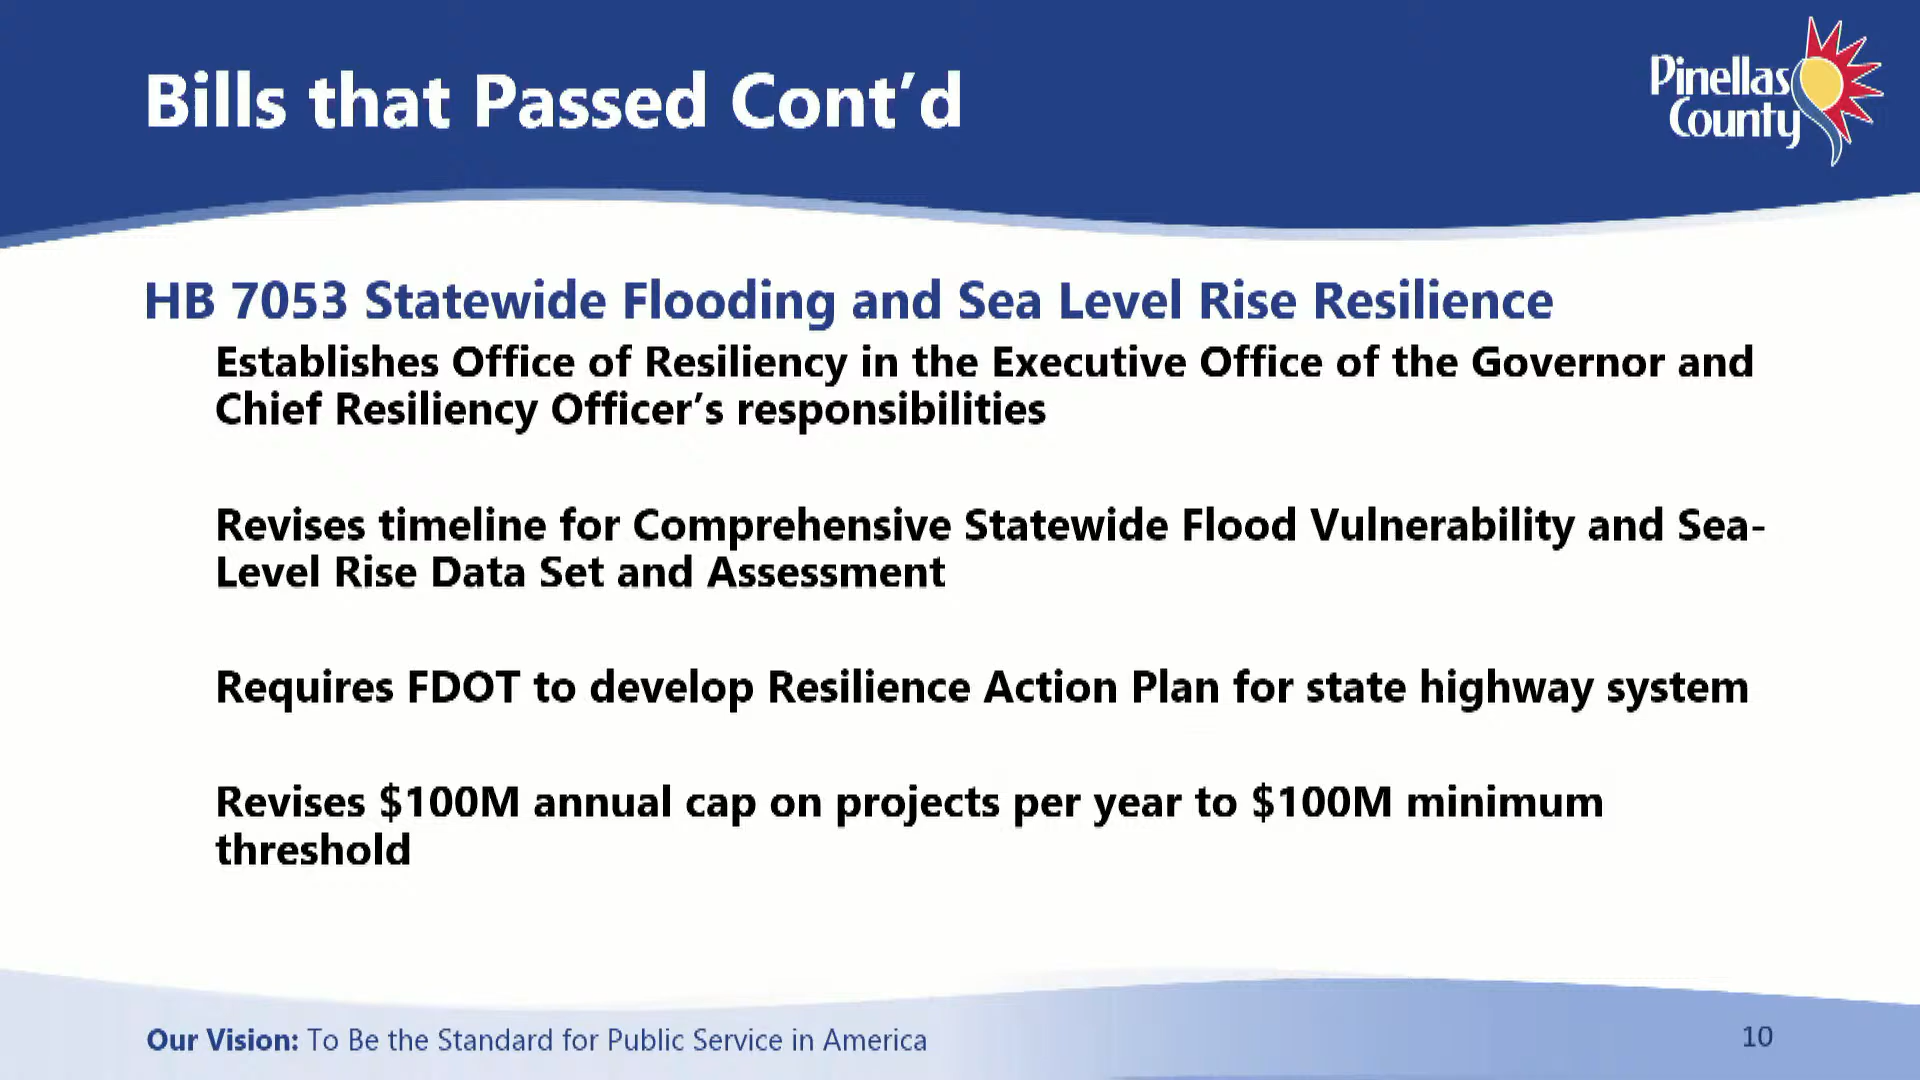 Bills that Passed Cont’d
Pinellas
County
HB 7053 Statewide Flooding and Sea Level Rise Resilience
Establishes Office of Resiliency in the Executive Office of the Governor and
Chief Resiliency Officer’s responsibilities
Revises timeline for Comprehensive Statewide Flood Vulnerability and Sea-
Level Rise Data Set and Assessment
Requires FDOT to develop Resilience Action Plan for state highway system
Revises $100M annual cap on projects per year to $100M minimum
threshold
Our Vision: To Be the Standard for Public Service in America
10